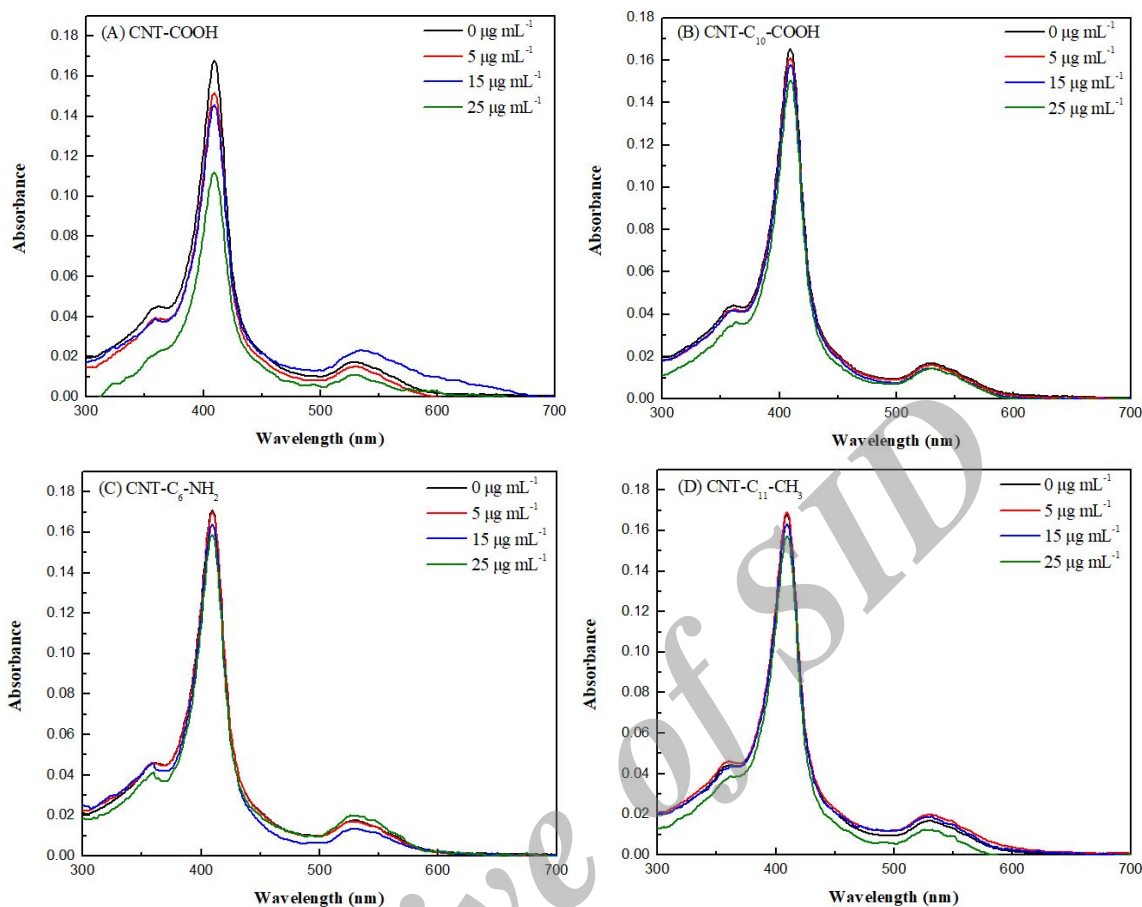 (A) CNT-COOH
0 μg mL⁻¹
5 μg mL⁻¹
15 μg mL⁻¹
25 μg mL⁻¹
0.18
0.16
0.14
0.12
0.10
0.08
0.06
0.04
0.02
0.00
Absorbance
300 400 500 600 700
Wavelength (nm)
(B) CNT-C₁₀-COOH
0 μg mL⁻¹
5 μg mL⁻¹
15 μg mL⁻¹
25 μg mL⁻¹
0.18
0.16
0.14
0.12
0.10
0.08
0.06
0.04
0.02
0.00
Absorbance
300 400 500 600 700
Wavelength (nm)
(C) CNT-C₆-NH₂
0 μg mL⁻¹
5 μg mL⁻¹
15 μg mL⁻¹
25 μg mL⁻¹
0.18
0.16
0.14
0.12
0.10
0.08
0.06
0.04
0.02
0.00
Absorbance
300 400 500 600 700
Wavelength (nm)
(D) CNT-C₁₁-CH₃
0 μg mL⁻¹
5 μg mL⁻¹
15 μg mL⁻¹
25 μg mL⁻¹
0.18
0.16
0.14
0.12
0.10
0.08
0.06
0.04
0.02
0.00
Absorbance
300 400 500 600 700
Wavelength (nm)
ive of SID